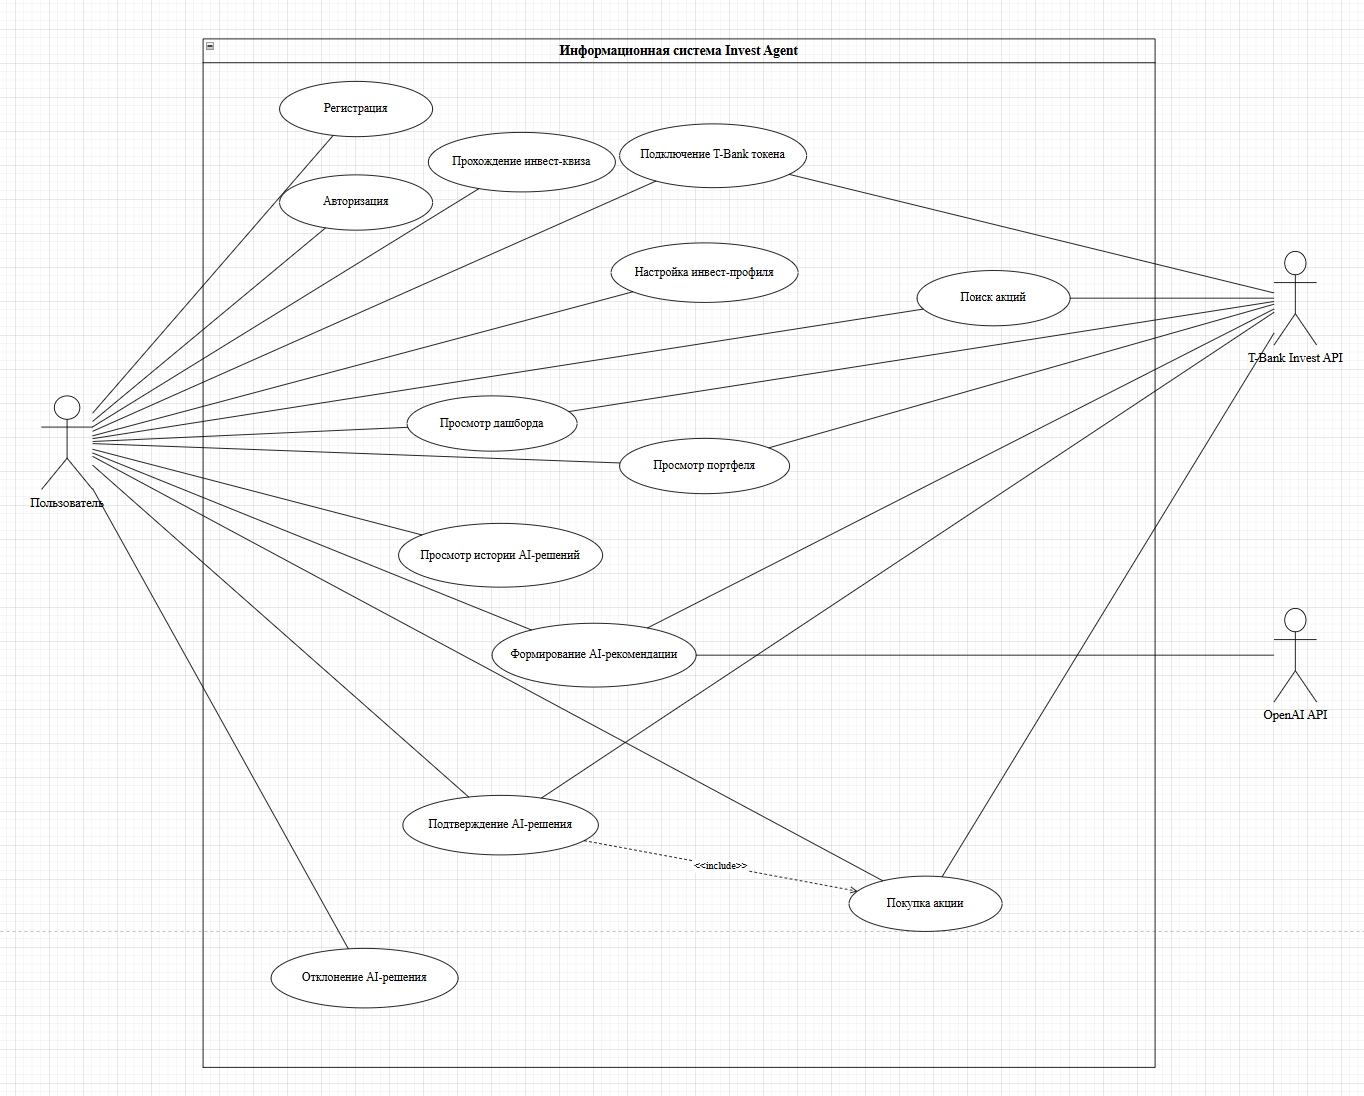 Информационная система Invest Agent
Регистрация
Прохождение инвест-квиза
Подключение T-Bank токена
Авторизация
Настройка инвест-профиля
Поиск акций
T-Bank Invest API
Просмотр дашборда
Просмотр портфеля
Пользователь
Просмотр истории AI-решений
Формирование AI-рекомендации
OpenAI API
Подтверждение AI-решения
<<include>>
Покупка акции
Отклонение AI-решения